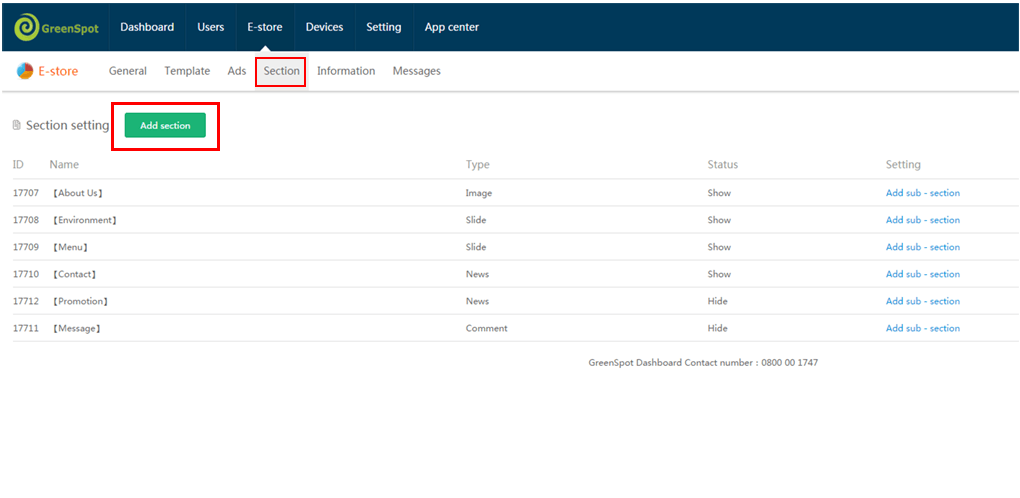 GreenSpot Dashboard Users E-store Devices Setting App center
E-store General Template Ads Section Information Messages
Section setting Add section
ID Name Type Status Setting
17707 【About Us】 Image Show Add sub - section
17708 【Environment】 Slide Show Add sub - section
17709 【Menu】 Slide Show Add sub - section
17710 【Contact】 News Show Add sub - section
17712 【Promotion】 News Hide Add sub - section
17711 【Message】 Comment Hide Add sub - section
GreenSpot Dashboard Contact number : 0800 00 1747